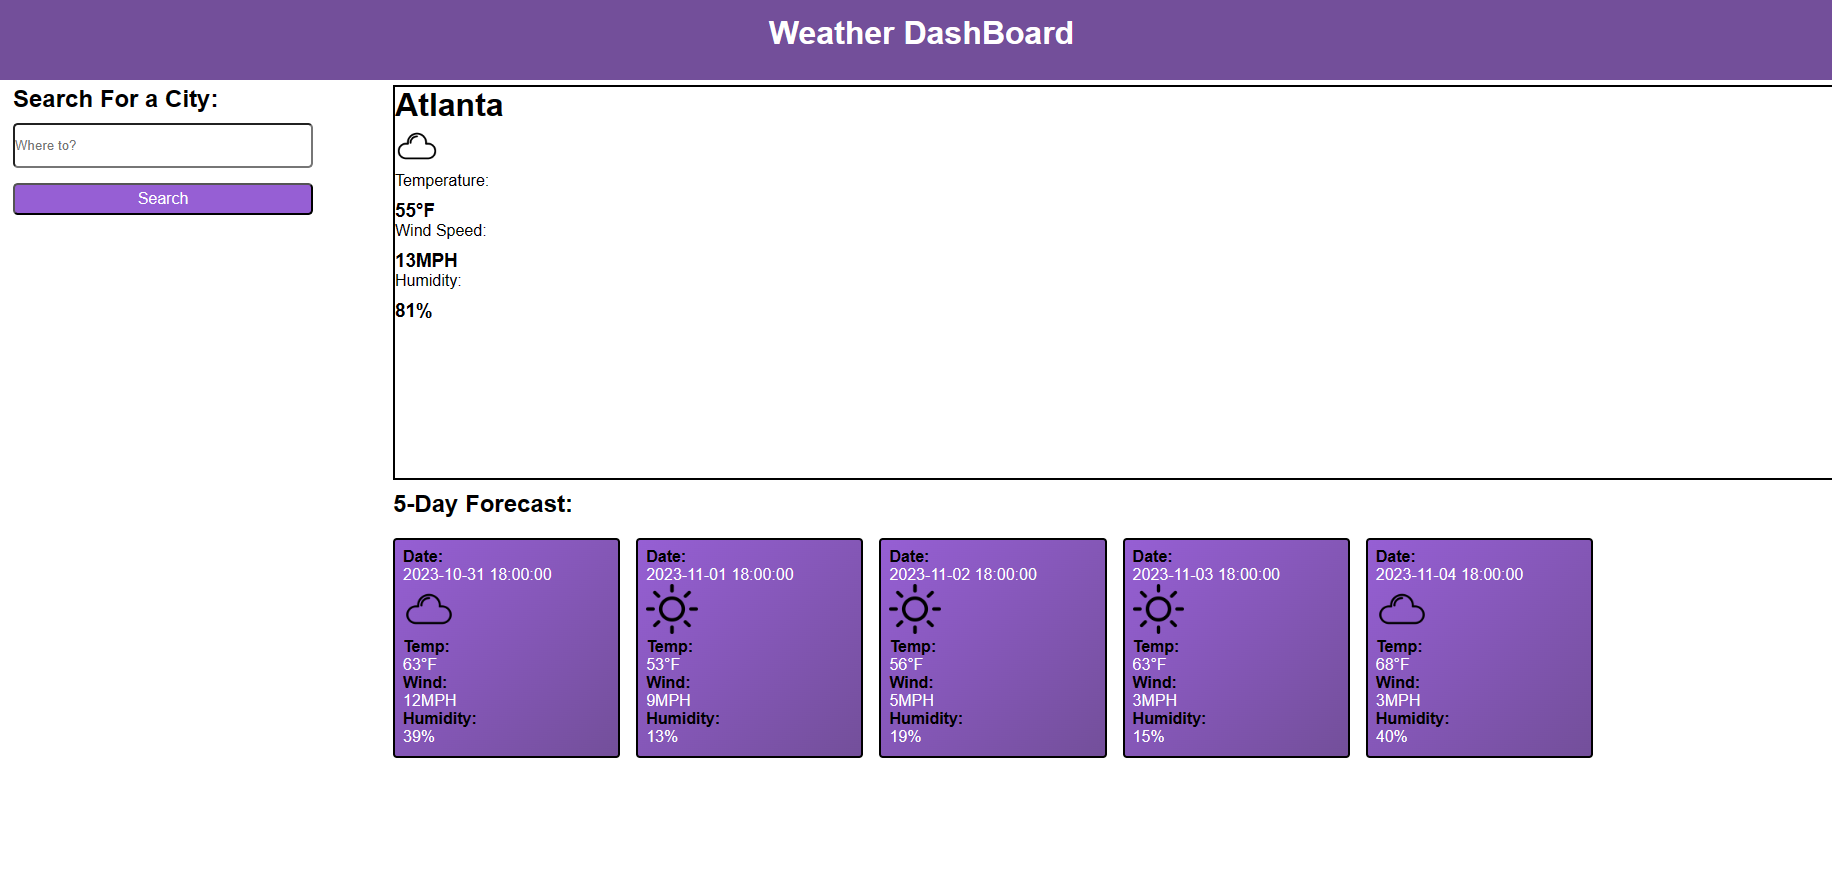 Weather DashBoard
Search For a City:
Where to?
Search
Atlanta
Temperature:
55°F
Wind Speed:
13MPH
Humidity:
81%
5-Day Forecast:
Date:
2023-10-31 18:00:00
Temp:
63°F
Wind:
12MPH
Humidity:
39%
Date:
2023-11-01 18:00:00
Temp:
53°F
Wind:
9MPH
Humidity:
13%
Date:
2023-11-02 18:00:00
Temp:
56°F
Wind:
5MPH
Humidity:
19%
Date:
2023-11-03 18:00:00
Temp:
63°F
Wind:
3MPH
Humidity:
15%
Date:
2023-11-04 18:00:00
Temp:
68°F
Wind:
3MPH
Humidity:
40%